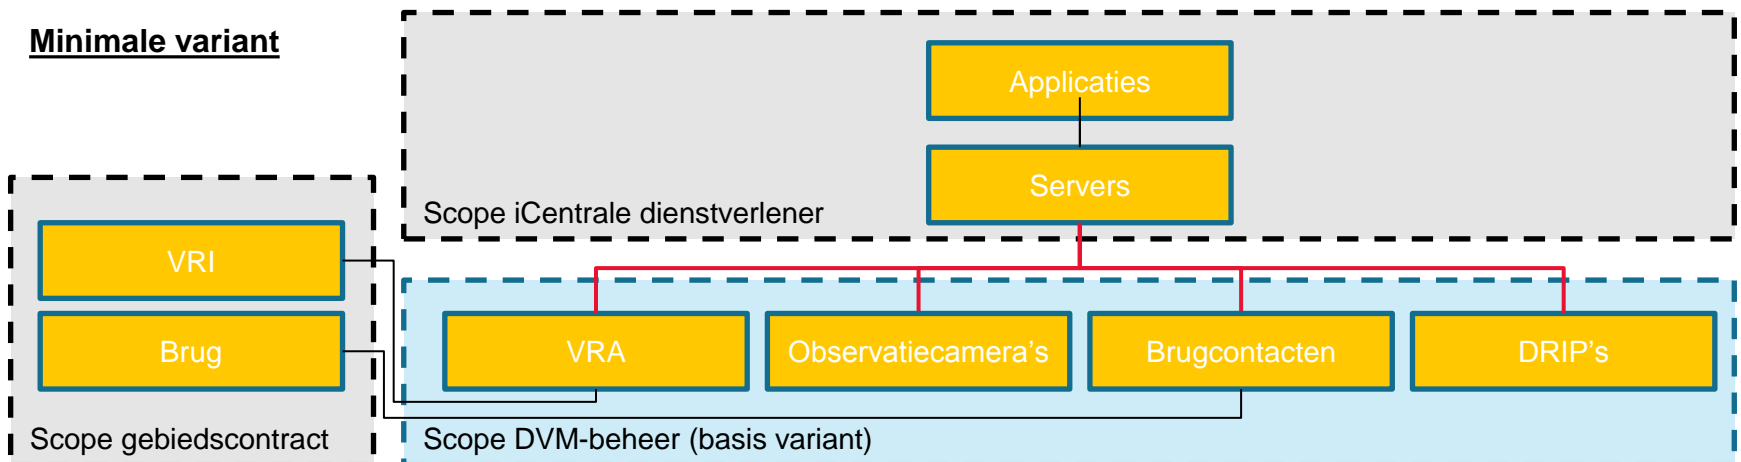 Minimale variant
Applicaties
Servers
Scope iCentrale dienstverlener
VRI
Brug
Scope gebiedscontract
VRA
Observatiecamera's
Brugcontacten
DRIP's
Scope DVM-beheer (basis variant)